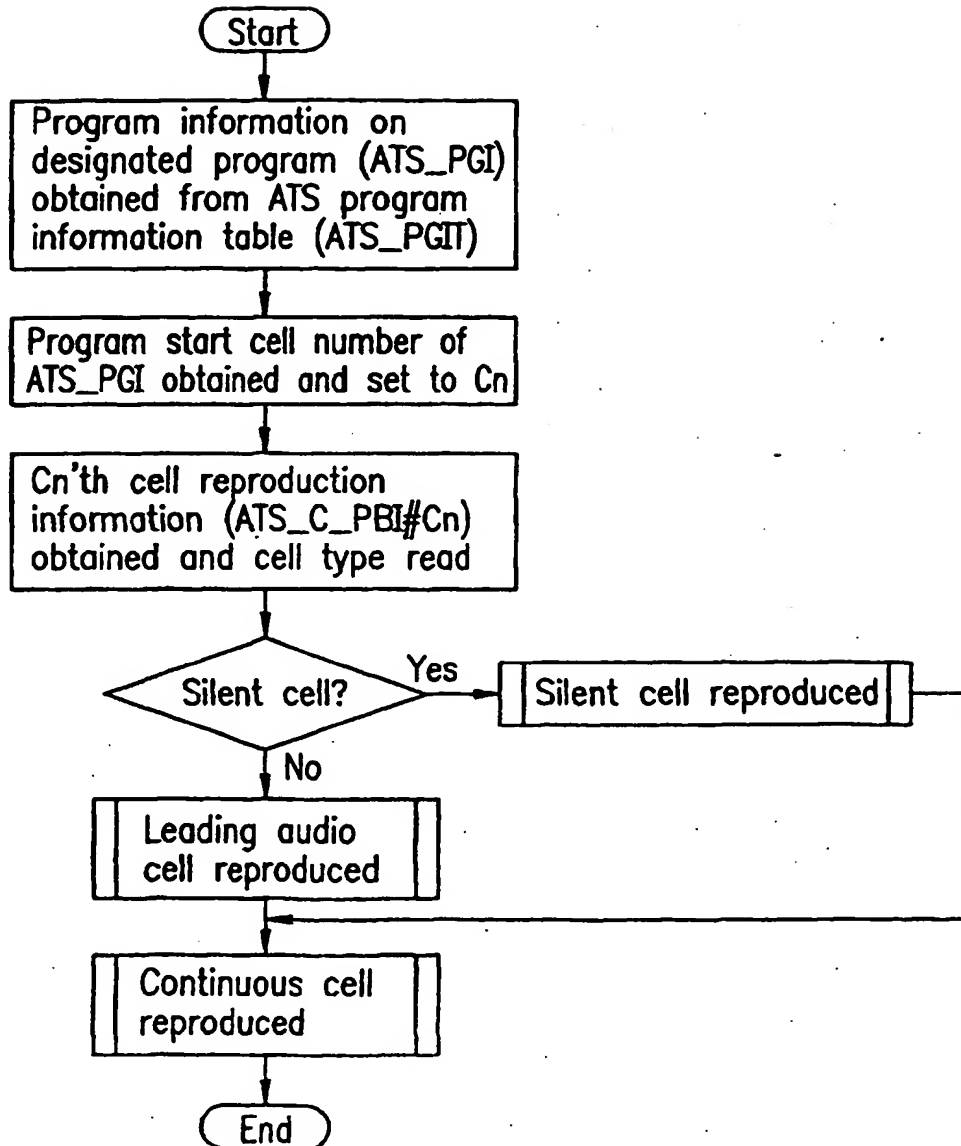 Start
Program information on
designated program (ATS_PGI)
obtained from ATS program
information table (ATS_PGIT)
Program start cell number of
ATS_PGI obtained and set to Cn
Cn'th cell reproduction
information (ATS_C_PBI#Cn)
obtained and cell type read
Silent cell?
Yes
Silent cell reproduced
No
Leading audio
cell reproduced
Continuous cell
reproduced
End